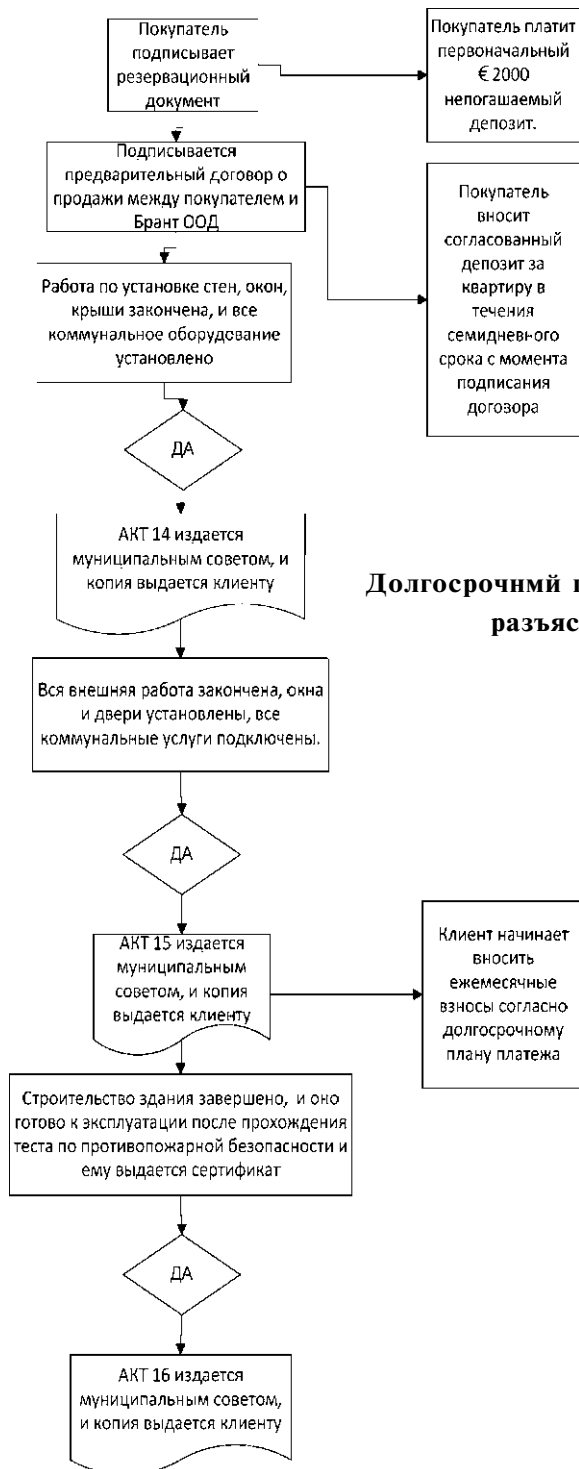 Покупатель
подписывает
резервационный
документ
Покупатель платит
первоначальный
€ 2000
непогашаемый
депозит.
Подписывается
предварительный договор о
продажи между покупателем и
Брант ООД
Покупатель
вносит
согласованный
депозит за
квартиру в
течения
семидневного
срока с момента
подписания
договора
Работа по установке стен, окон,
крыши закончена, и все
коммунальное оборудование
установлено
ДА
АКТ 14 издается
муниципальным советом, и
копия выдается клиенту
Долгосрочнмй
Вся внешняя работа закончена, окна
и двери установлены, все
коммунальные услуги подключены.
ДА
АКТ 15 издается
муниципальным
советом, и копия
выдается клиенту
Клиент начинает
вносить
ежемесячные
взносы согласно
долгосрочному
плану платежа
Строительство здания завершено, и оно
готово к эксплуатации после прохождения
теста по противопожарной безопасности и
ему выдается сертификат
ДА
АКТ 16 издается
муниципальным советом,
и копия выдается клиенту